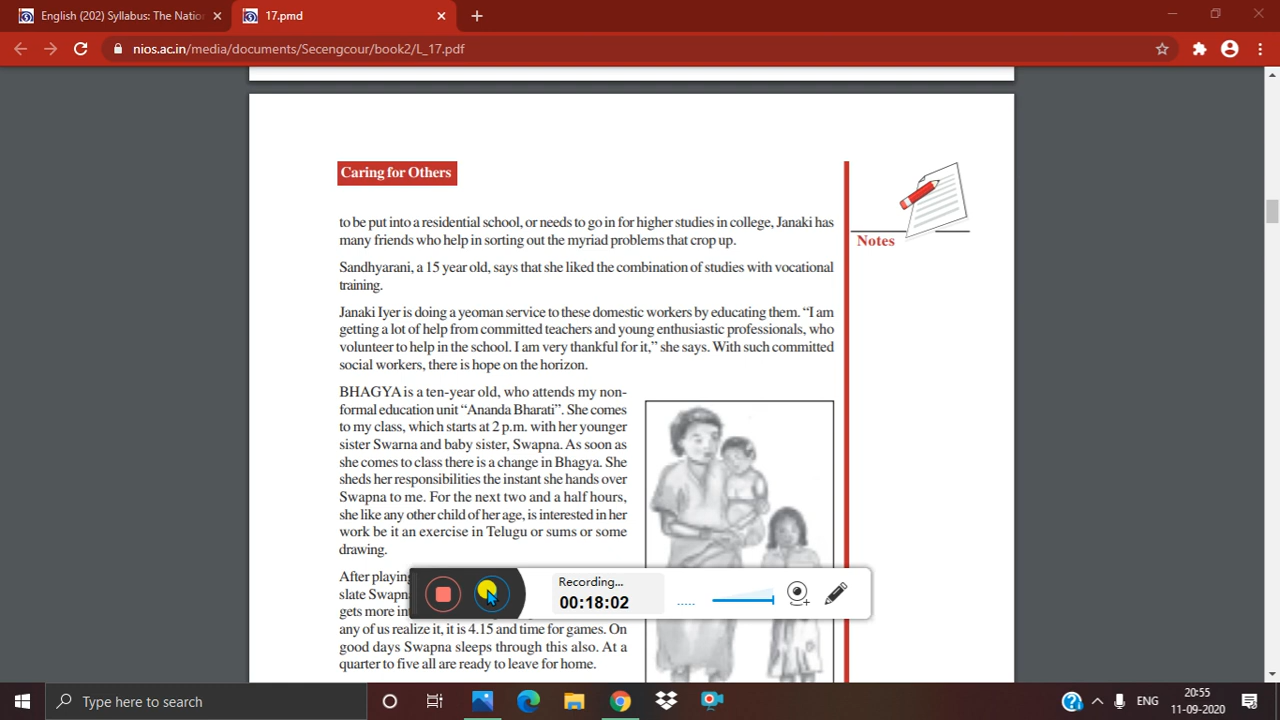 English (202) Syllabus: The Natio
17.pmd
nios.ac.in/media/documents/Secengcour/book2/L_17.pdf
Caring for Others
Notes
to be put into a residential school, or needs to go in for higher studies in college, Janaki has
many friends who help in sorting out the myriad problems that crop up.
Sandhyarani, a 15 year old, says that she liked the combination of studies with vocational
training.
Janaki Iyer is doing a yeoman service to these domestic workers by educating them. “I am
getting a lot of help from committed teachers and young enthusiastic professionals, who
volunteer to help in the school. I am very thankful for it,” she says. With such committed
social workers, there is hope on the horizon.
BHAGYA is a ten-year old, who attends my non-
formal education unit “Ananda Bharati”. She comes
to my class, which starts at 2 p.m. with her younger
sister Swarna and baby sister, Swapna. As soon as
she comes to class there is a change in Bhagya. She
sheds her responsibilities the instant she hands over
Swapna to me. For the next two and a half hours,
she like any other child of her age, is interested in her
work be it an exercise in Telugu or sums or some
drawing.
After playing
slate Swapn
gets more in
any of us realize it, it is 4.15 and time for games. On
good days Swapna sleeps through this also. At a
quarter to five all are ready to leave for home.
Recording...
00:18:02
Type here to search
ENG
20:55
11-09-2020